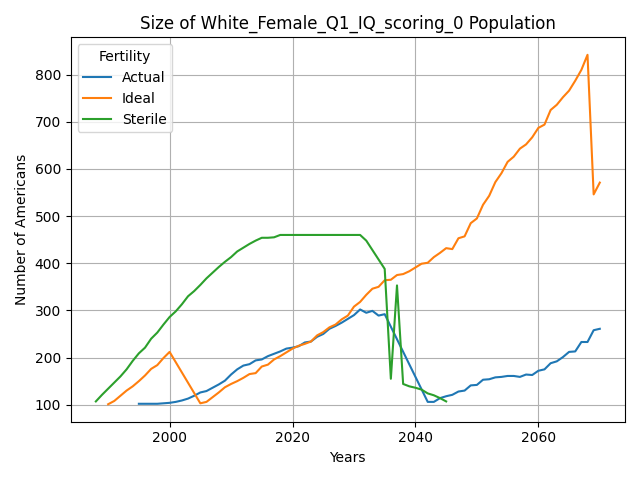 Size of White_Female_Q1_IQ_scoring_0 Population
Fertility
Actual
Ideal
Sterile
Number of Americans
800
700
600
500
400
300
200
100
2000
2020
2040
2060
Years